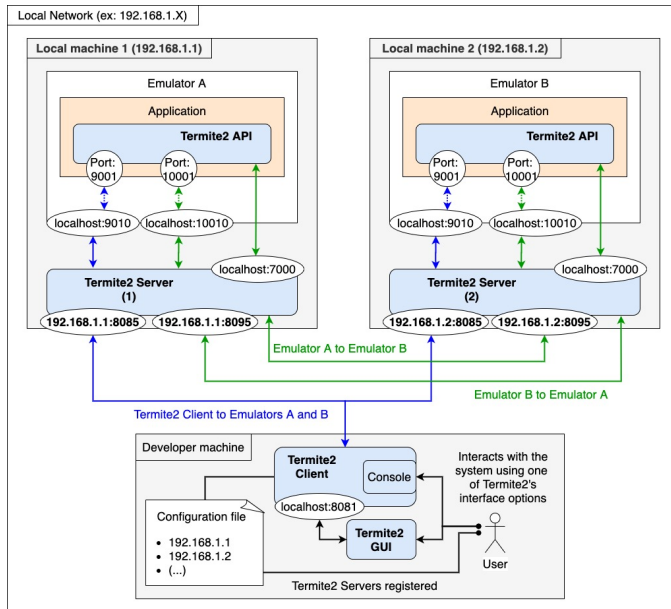 Local Network (ex: 192.168.1.X)
Local machine 1 (192.168.1.1)
Emulator A
Application
Termite2 API
Port:
9001
Port:
10001
localhost:9010
localhost:10010
localhost:7000
Termite2 Server
(1)
192.168.1.1:8085
192.168.1.1:8095
Local machine 2 (192.168.1.2)
Emulator B
Application
Termite2 API
Port:
9001
Port:
10001
localhost:9010
localhost:10010
localhost:7000
Termite2 Server
(2)
192.168.1.2:8085
192.168.1.2:8095
Emulator A to Emulator B
Emulator B to Emulator A
Termite2 Client to Emulators A and B
Developer machine
Termite2
Client
Console
localhost:8081
Termite2
GUI
Interacts with the
system using one
of Termite2's
interface options
User
Configuration file
• 192.168.1.1
• 192.168.1.2
• (...)
Termite2 Servers registered